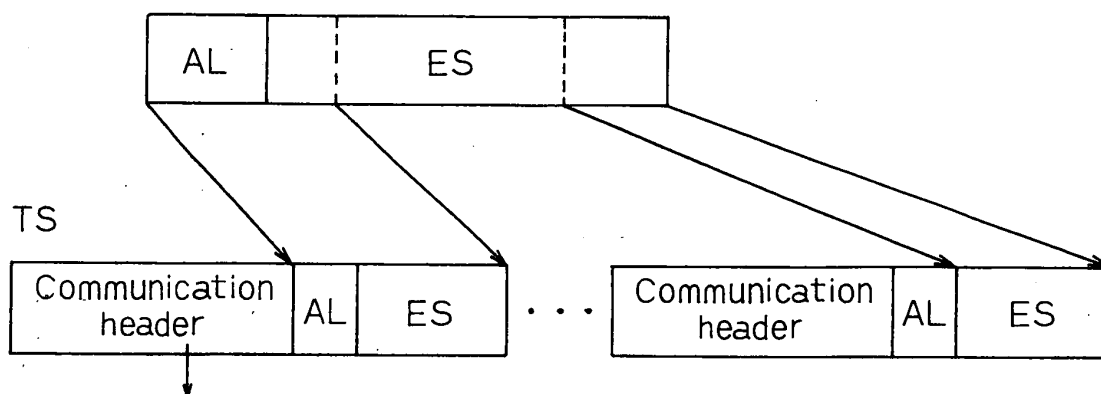 AL ES
TS
Communication header AL ES . . . Communication header AL ES